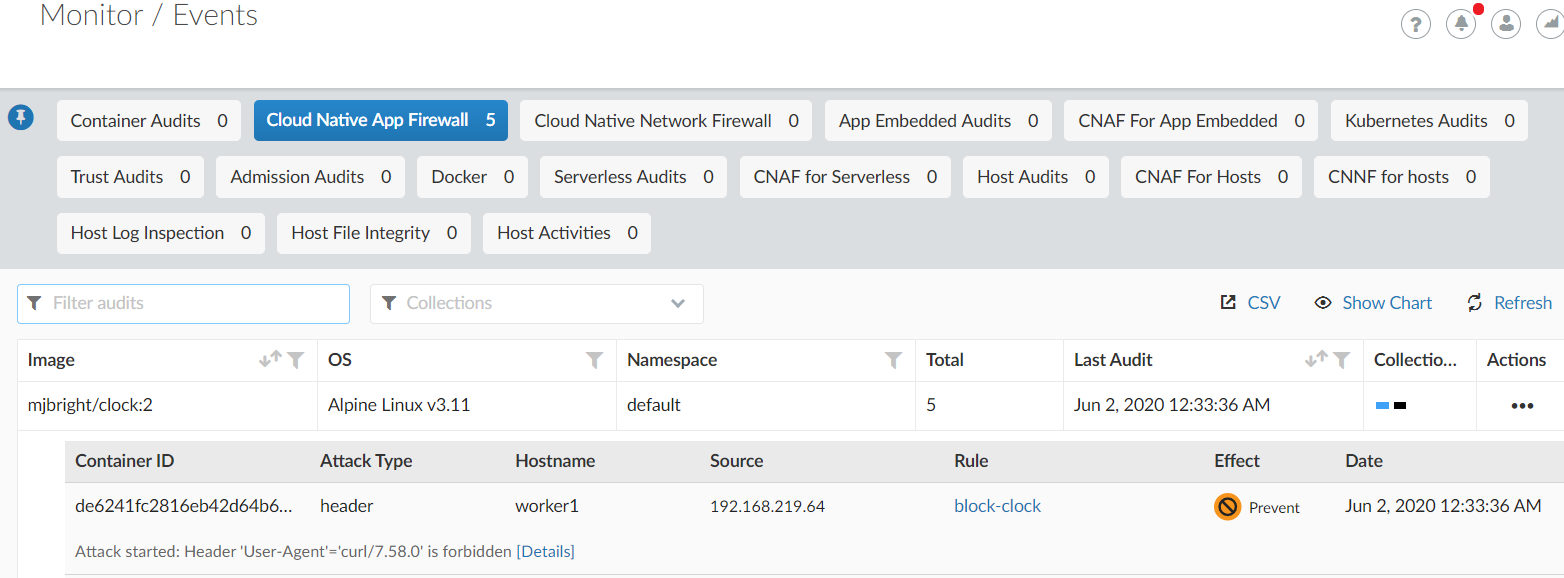 Monitor / Events
?
Container Audits 0 Cloud Native App Firewall 5 Cloud Native Network Firewall 0 App Embedded Audits 0 CNAF For App Embedded 0 Kubernetes Audits 0
Trust Audits 0 Admission Audits 0 Docker 0 Serverless Audits 0 CNAF for Serverless 0 Host Audits 0 CNAF For Hosts 0 CNNF for hosts 0
Host Log Inspection 0 Host File Integrity 0 Host Activities 0
Filter audits Collections CSV Show Chart Refresh
Image OS Namespace Total Last Audit Collectio... Actions
mjbright/clock:2 Alpine Linux v3.11 default 5 Jun 2, 2020 12:33:36 AM •••
Container ID Attack Type Hostname Source Rule Effect Date
de6241fc2816eb42d64b6... header worker1 192.168.219.64 block-clock Prevent Jun 2, 2020 12:33:36 AM
Attack started: Header 'User-Agent'='curl/7.58.0' is forbidden [Details]